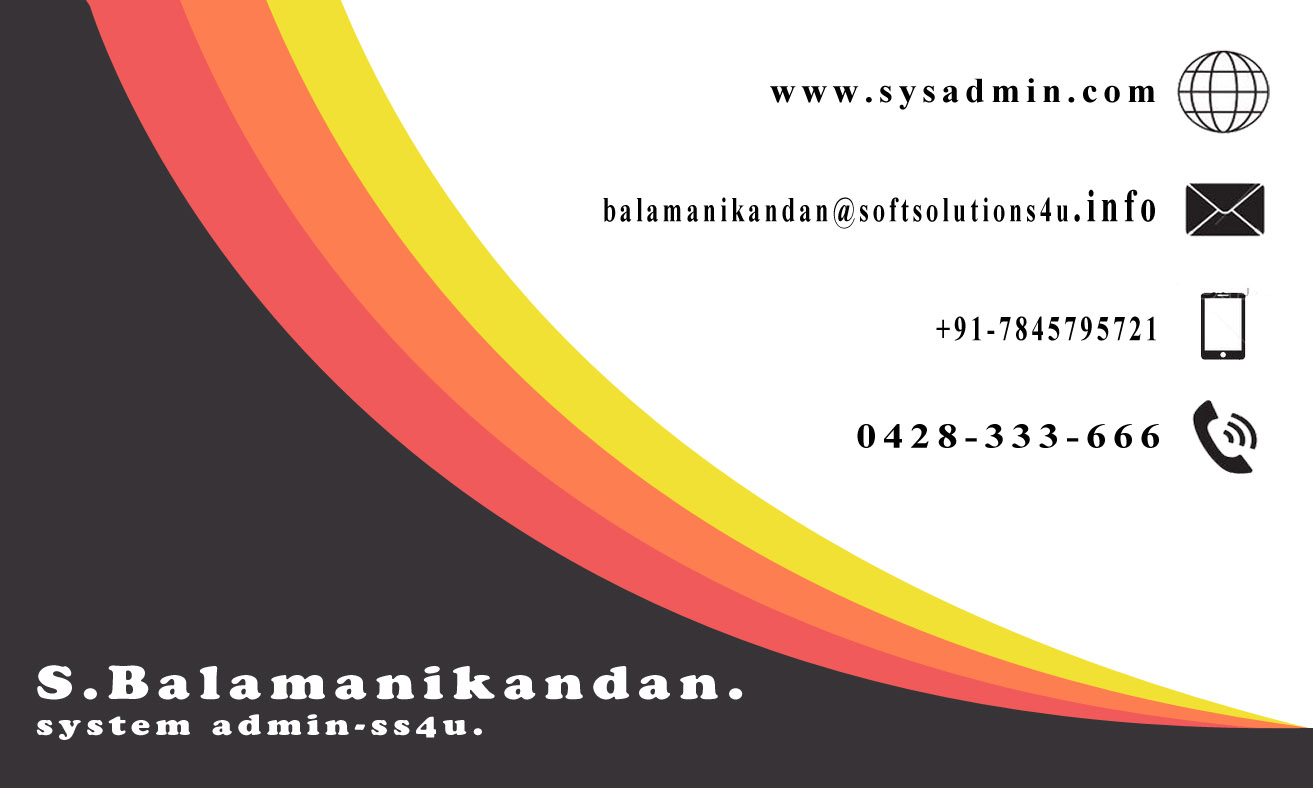 www.sysadmin.com
balamanikandan@softsolutions4u.info
+91-7845795721
0428-333-666
S.Balamanikandan.
system admin-ss4u.